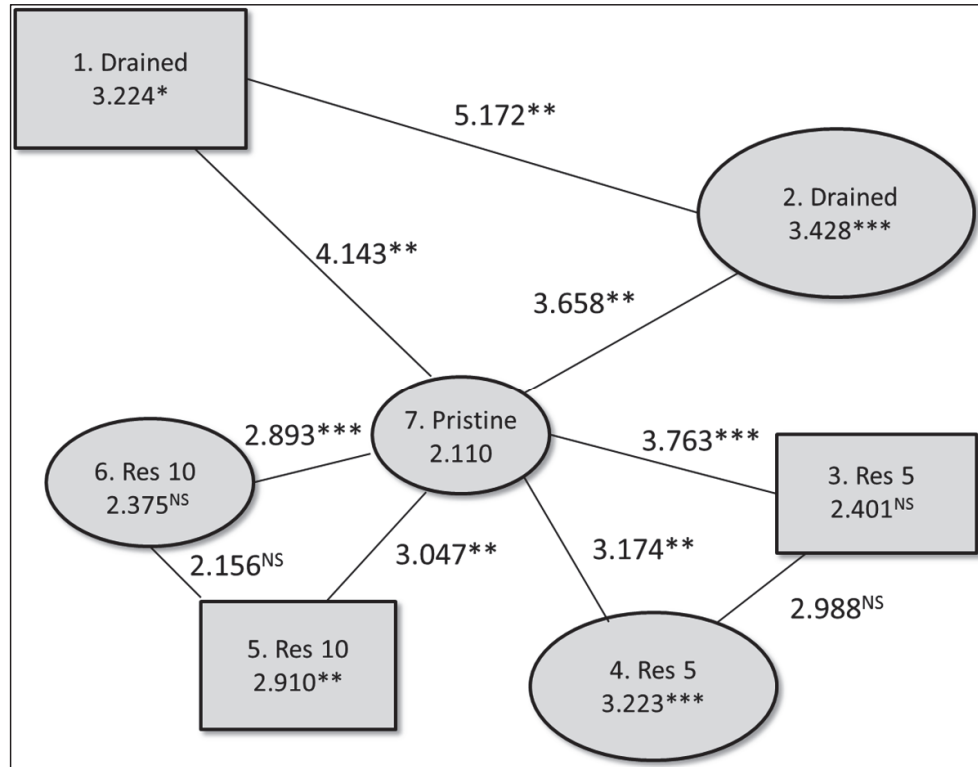 1. Drained
3.224*
5.172**
2. Drained
3.428***
4.143**
3.658**
7. Pristine
2.110
2.893***
3.763***
6. Res 10
2.375NS
3. Res 5
2.401NS
2.156NS
3.047**
3.174**
2.988NS
5. Res 10
2.910**
4. Res 5
3.223***